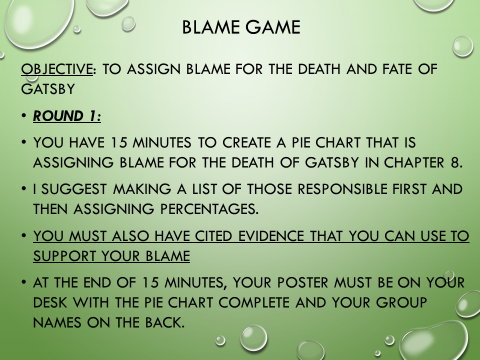 BLAME GAME
OBJECTIVE: TO ASSIGN BLAME FOR THE DEATH AND FATE OF
GATSBY
• ROUND 1:
• YOU HAVE 15 MINUTES TO CREATE A PIE CHART THAT IS
ASSIGNING BLAME FOR THE DEATH OF GATSBY IN CHAPTER 8.
• I SUGGEST MAKING A LIST OF THOSE RESPONSIBLE FIRST AND
THEN ASSIGNING PERCENTAGES.
• YOU MUST ALSO HAVE CITED EVIDENCE THAT YOU CAN USE TO
SUPPORT YOUR BLAME
• AT THE END OF 15 MINUTES, YOUR POSTER MUST BE ON YOUR
DESK WITH THE PIE CHART COMPLETE AND YOUR GROUP
NAMES ON THE BACK.